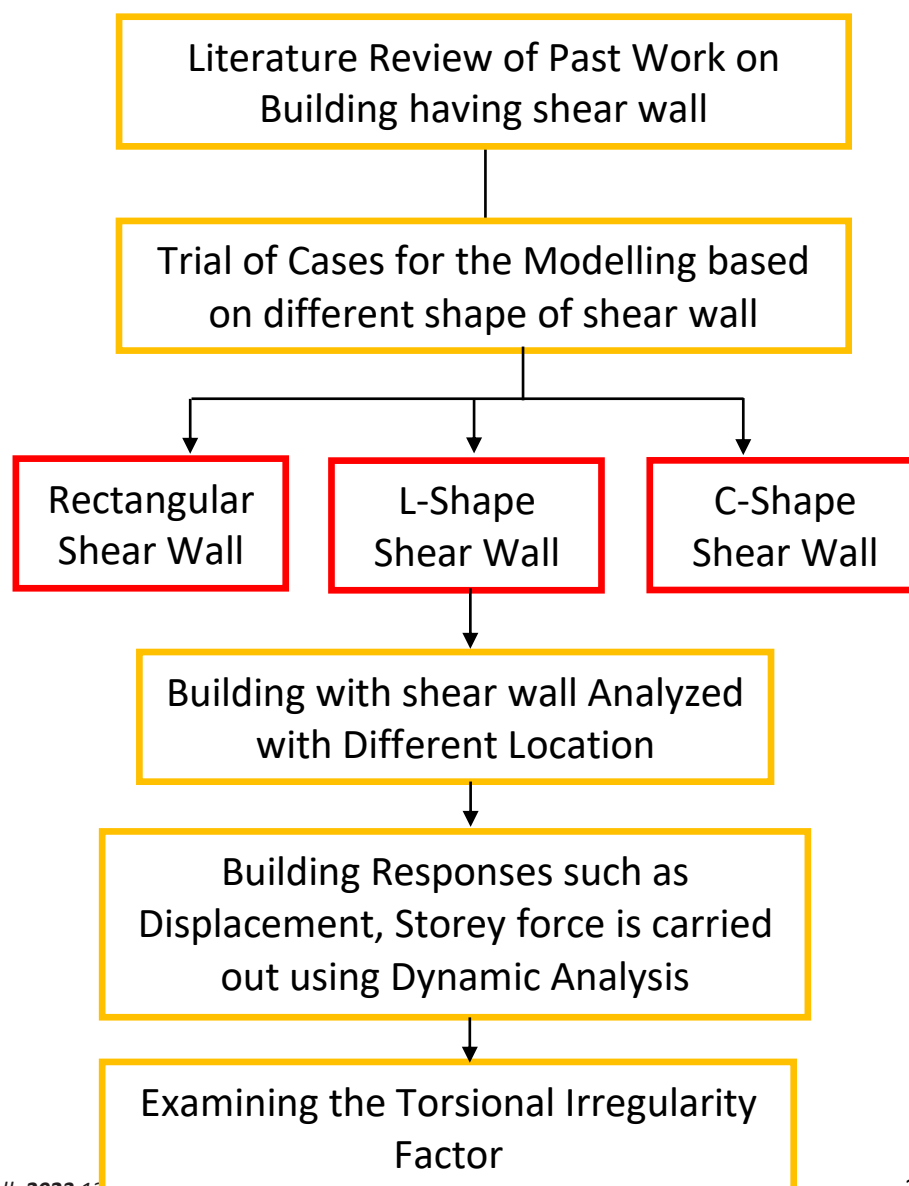 Literature Review of Past Work on
Building having shear wall
Trial of Cases for the Modelling based
on different shape of shear wall
Rectangular
Shear Wall
L-Shape
Shear Wall
C-Shape
Shear Wall
Building with shear wall Analyzed
with Different Location
Building Responses such as
Displacement, Storey force is carried
out using Dynamic Analysis
Examining the Torsional Irregularity
Factor